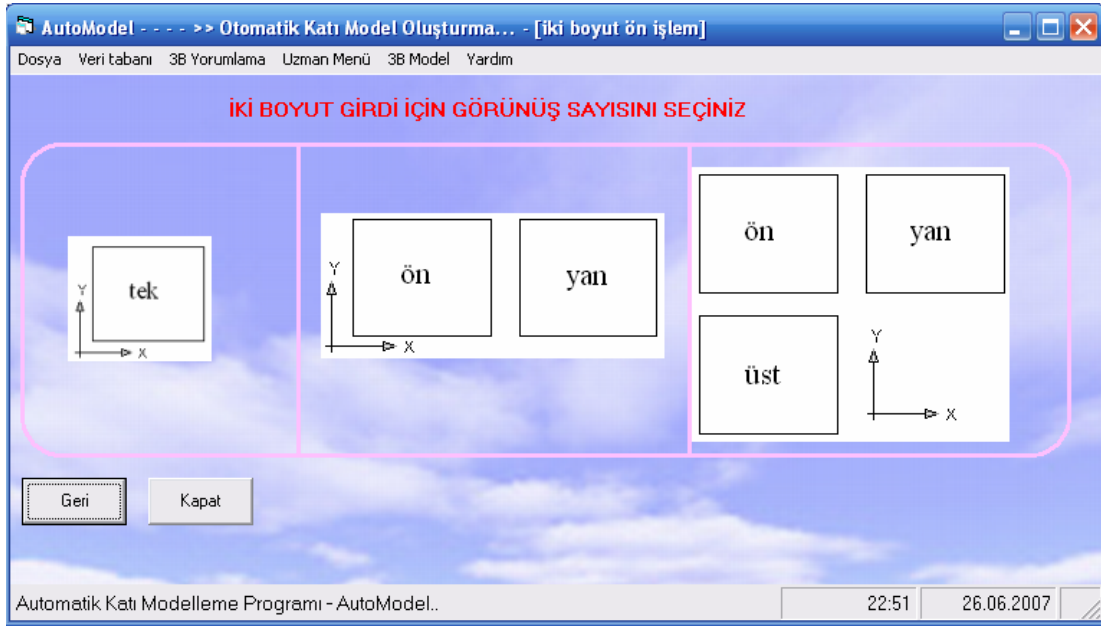 AutoModel - - - - >> Otomatik Katı Model Oluşturma... - [iki boyut ön işlem]
Dosya Veri tabanı 3B Yorumlama Uzman Menü 3B Model Yardım
İKİ BOYUT GİRDİ İÇİN GÖRÜNÜŞ SAYISINI SEÇİNİZ
tek
Y
X
ön yan
Y
X
ön yan
üst
Y
X
Geri Kapat
Automatik Katı Modelleme Programı - AutoModel.. 22:51 26.06.2007